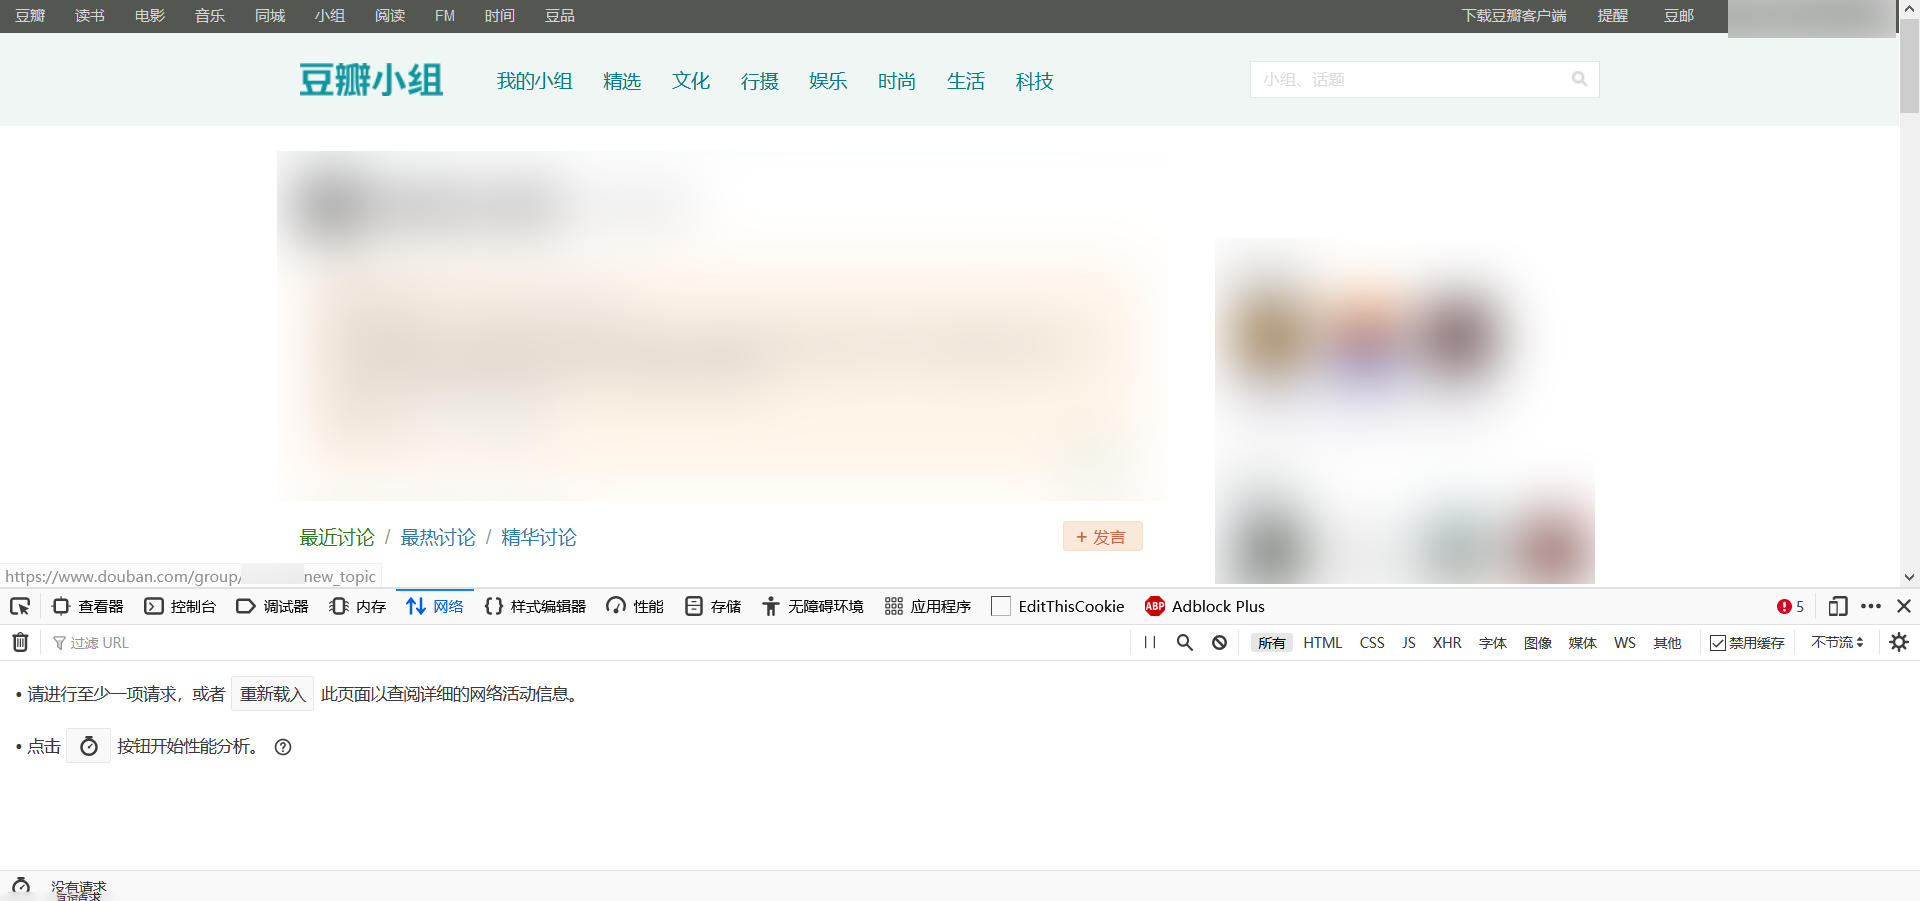 豆瓣 读书 电影 音乐 同城 小组 阅读 FM 时间 豆品 下载豆瓣客户端 提醒 豆邮
豆瓣小组 我的小组 精选 文化 行摄 娱乐 时尚 生活 科技 小组、话题
最近讨论 / 最热讨论 / 精华讨论 + 发言
https://www.douban.com/group/ new_topic
查看器 控制台 调试器 内存 网络 样式编辑器 性能 存储 无障碍环境 应用程序 EditThisCookie ABP Adblock Plus 5
过滤 URL 所有 HTML CSS JS XHR 字体 图像 媒体 WS 其他 禁用缓存 不节流
• 请进行至少一项请求，或者 重新载入 此页面以查阅详细的网络活动信息。
• 点击 按钮开始性能分析。
没有请求